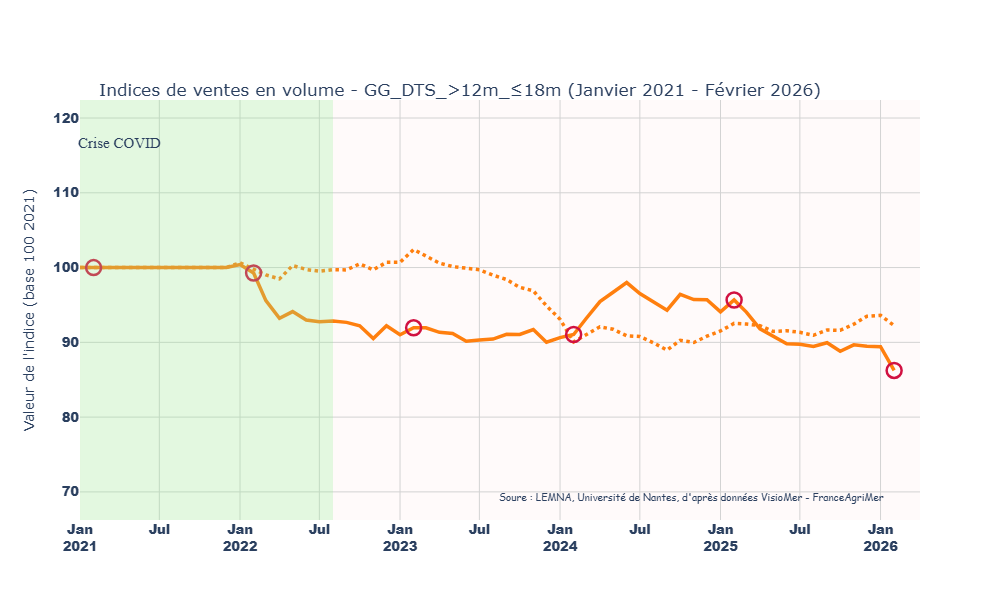 Indices de ventes en volume - GG_DTS_>12m_≤18m (Janvier 2021 - Février 2026)
Valeur de l'indice (base 100 2021)
120
110
100
90
80
70
Crise COVID
Soure : LEMNA, Université de Nantes, d'après données VisioMer - FranceAgriMer
Jan Jul Jan Jul Jan Jul Jan Jul Jan Jul Jan
2021 2022 2023 2024 2025 2026